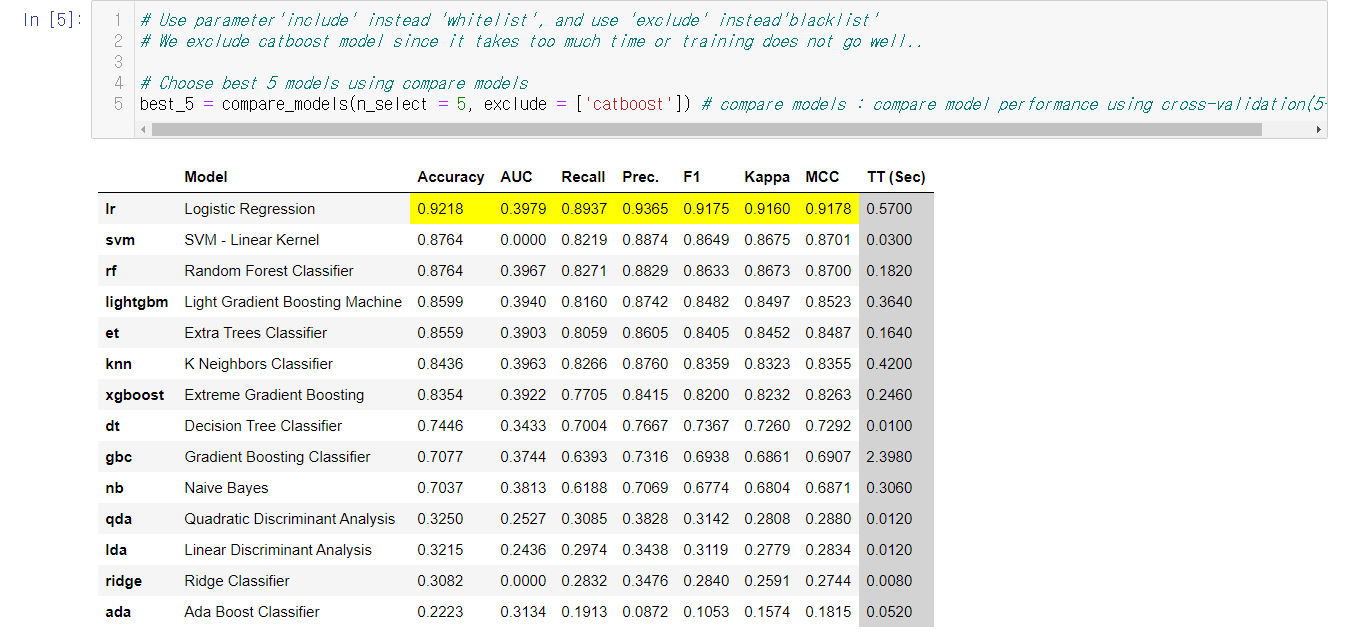 In [5]:
1 # Use parameter'include' instead 'whitelist', and use 'exclude' instead'blacklist'
2 # We exclude catboost model since it takes too much time or training does not go well..
3
4 # Choose best 5 models using compare models
5 best_5 = compare_models(n_select = 5, exclude = ['catboost']) # compare models : compare model performance using cross-validation(5-
Model Accuracy AUC Recall Prec. F1 Kappa MCC TT (Sec)
lr Logistic Regression 0.9218 0.3979 0.8937 0.9365 0.9175 0.9160 0.9178 0.5700
svm SVM - Linear Kernel 0.8764 0.0000 0.8219 0.8874 0.8649 0.8675 0.8701 0.0300
rf Random Forest Classifier 0.8764 0.3967 0.8271 0.8829 0.8633 0.8673 0.8700 0.1820
lightgbm Light Gradient Boosting Machine 0.8599 0.3940 0.8160 0.8742 0.8482 0.8497 0.8523 0.3640
et Extra Trees Classifier 0.8559 0.3903 0.8059 0.8605 0.8405 0.8452 0.8487 0.1640
knn K Neighbors Classifier 0.8436 0.3963 0.8266 0.8760 0.8359 0.8323 0.8355 0.4200
xgboost Extreme Gradient Boosting 0.8354 0.3922 0.7705 0.8415 0.8200 0.8232 0.8263 0.2460
dt Decision Tree Classifier 0.7446 0.3433 0.7004 0.7667 0.7367 0.7260 0.7292 0.0100
gbc Gradient Boosting Classifier 0.7077 0.3744 0.6393 0.7316 0.6938 0.6861 0.6907 2.3980
nb Naive Bayes 0.7037 0.3813 0.6188 0.7069 0.6774 0.6804 0.6871 0.3060
qda Quadratic Discriminant Analysis 0.3250 0.2527 0.3085 0.3828 0.3142 0.2808 0.2880 0.0120
lda Linear Discriminant Analysis 0.3215 0.2436 0.2974 0.3438 0.3119 0.2779 0.2834 0.0120
ridge Ridge Classifier 0.3082 0.0000 0.2832 0.3476 0.2840 0.2591 0.2744 0.0080
ada Ada Boost Classifier 0.2223 0.3134 0.1913 0.0872 0.1053 0.1574 0.1815 0.0520